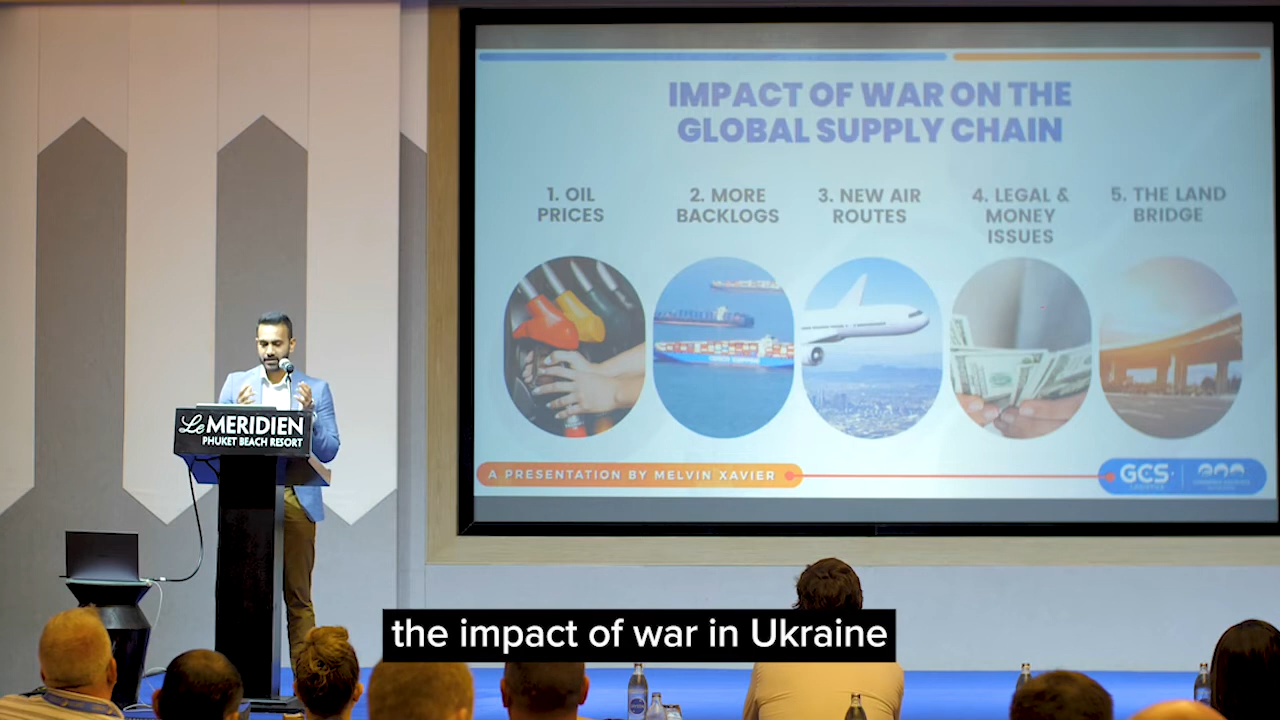 IMPACT OF WAR ON THE
GLOBAL SUPPLY CHAIN
1. OIL
PRICES
2. MORE
BACKLOGS
3. NEW AIR
ROUTES
4. LEGAL &
MONEY
ISSUES
5. THE LAND
BRIDGE
A PRESENTATION BY MELVIN XAVIER
GCS
Le MERIDIEN
PHUKET BEACH RESORT
the impact of war in Ukraine